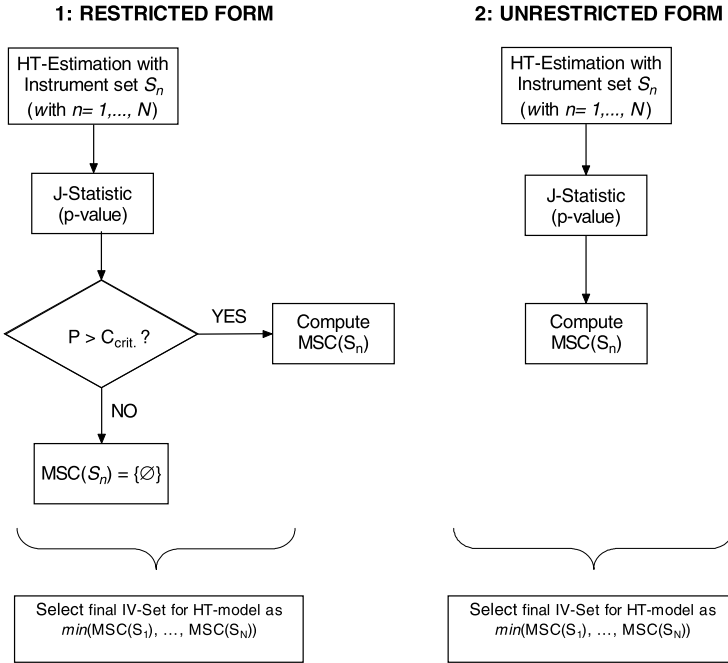 1: RESTRICTED FORM
HT-Estimation with
Instrument set Sn
(with n= 1,..., N)
J-Statistic
(p-value)
P > Ccrit. ?
YES
Compute
MSC(Sn)
NO
MSC(Sn) = {∅}
Select final IV-Set for HT-model as
min(MSC(S1), …, MSC(SN))
2: UNRESTRICTED FORM
HT-Estimation with
Instrument set Sn
(with n= 1,..., N)
J-Statistic
(p-value)
Compute
MSC(Sn)
Select final IV-Set for HT-model as
min(MSC(S1), …, MSC(SN))